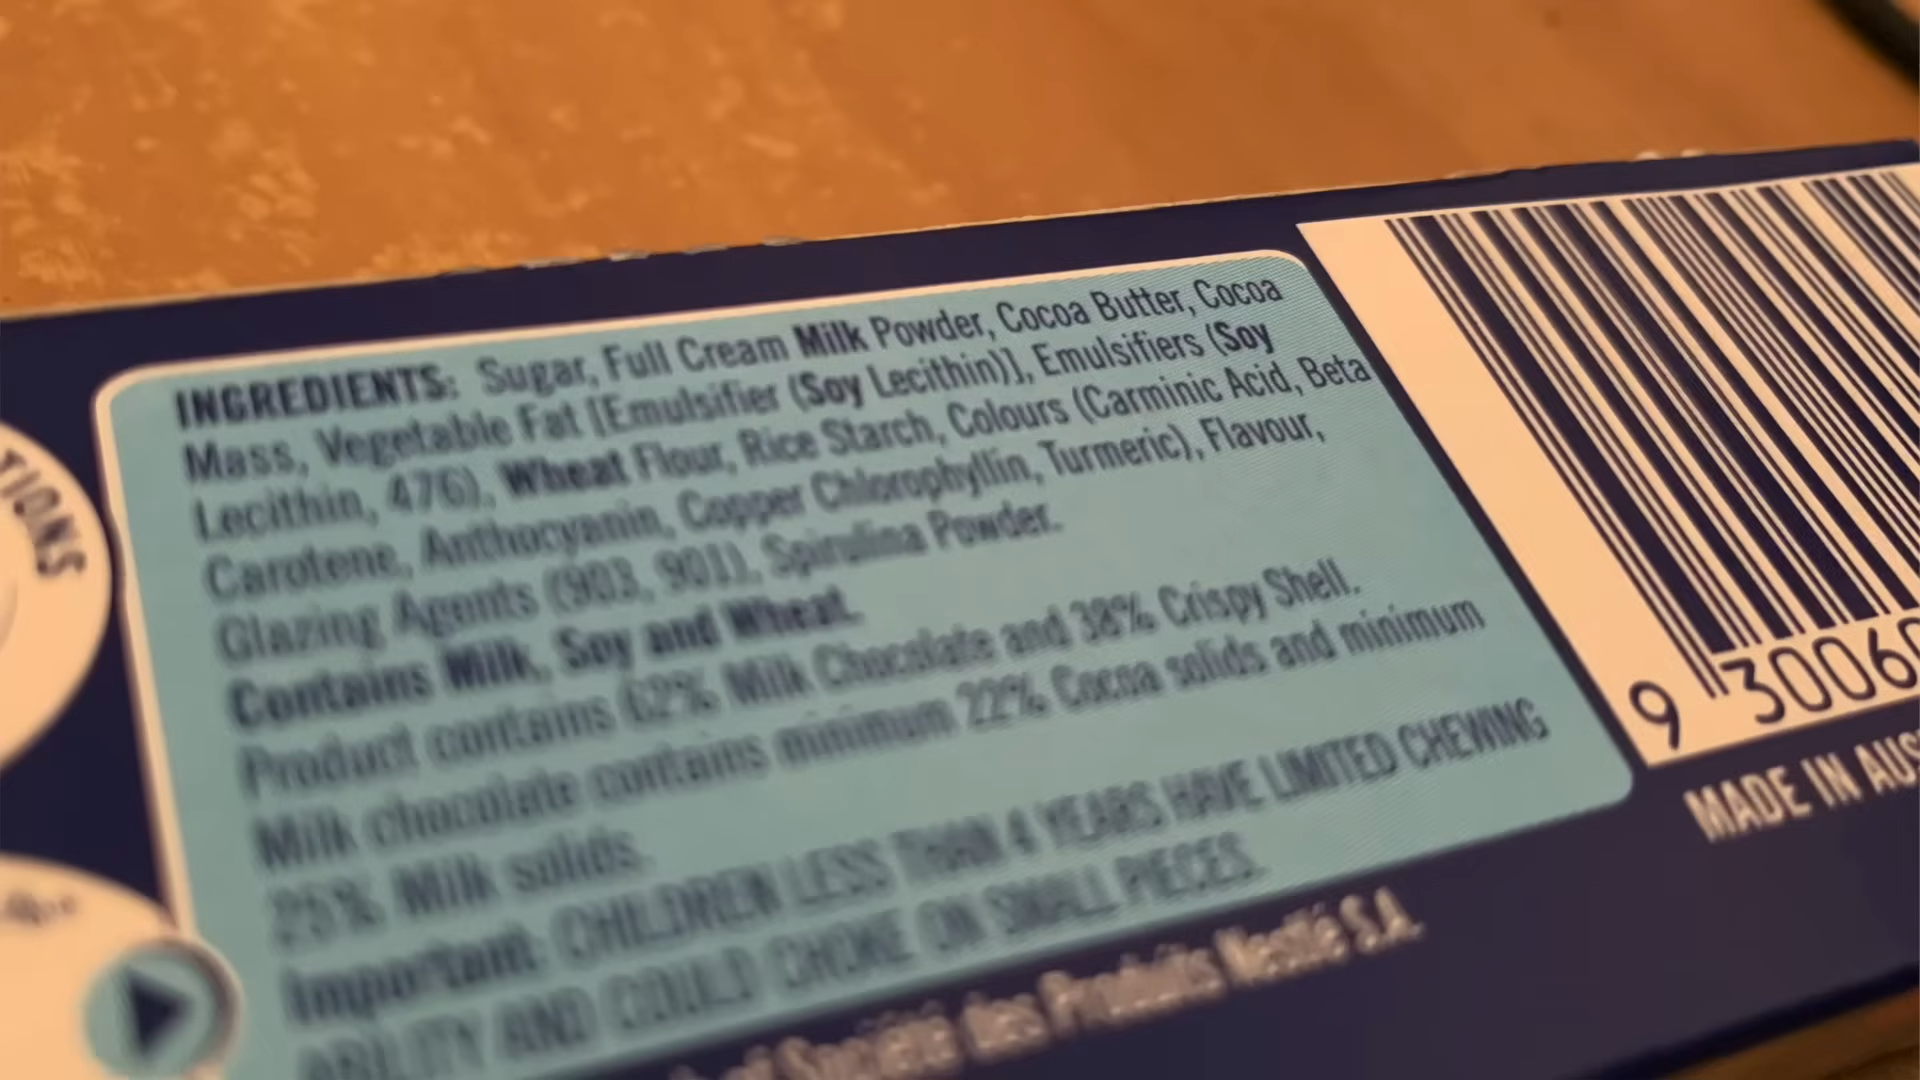 INGREDIENTS: Sugar, Full Cream Milk Powder, Cocoa Butter, Cocoa
Mass, Vegetable Fat [Emulsifier (Soy Lecithin)], Emulsifiers (Soy
Lecithin, 476), Wheat Flour, Rice Starch, Colours (Carminic Acid, Beta
Carotene, Anthocyanin, Copper Chlorophyllin, Turmeric), Flavour,
Glazing Agents (903, 901), Spirulina Powder.
Contains Milk, Soy and Wheat.
Product contains 62% Milk Chocolate and 38% Crispy Shell.
Milk chocolate contains minimum 22% Cocoa solids and minimum
25% Milk solids.
Important: CHILDREN LESS THAN 4 YEARS HAVE LIMITED CHEWING
ABILITY AND COULD CHOKE ON SMALL PIECES.
Société des Produits Nestlé S.A.
TIONS
9 30060
MADE IN AUS